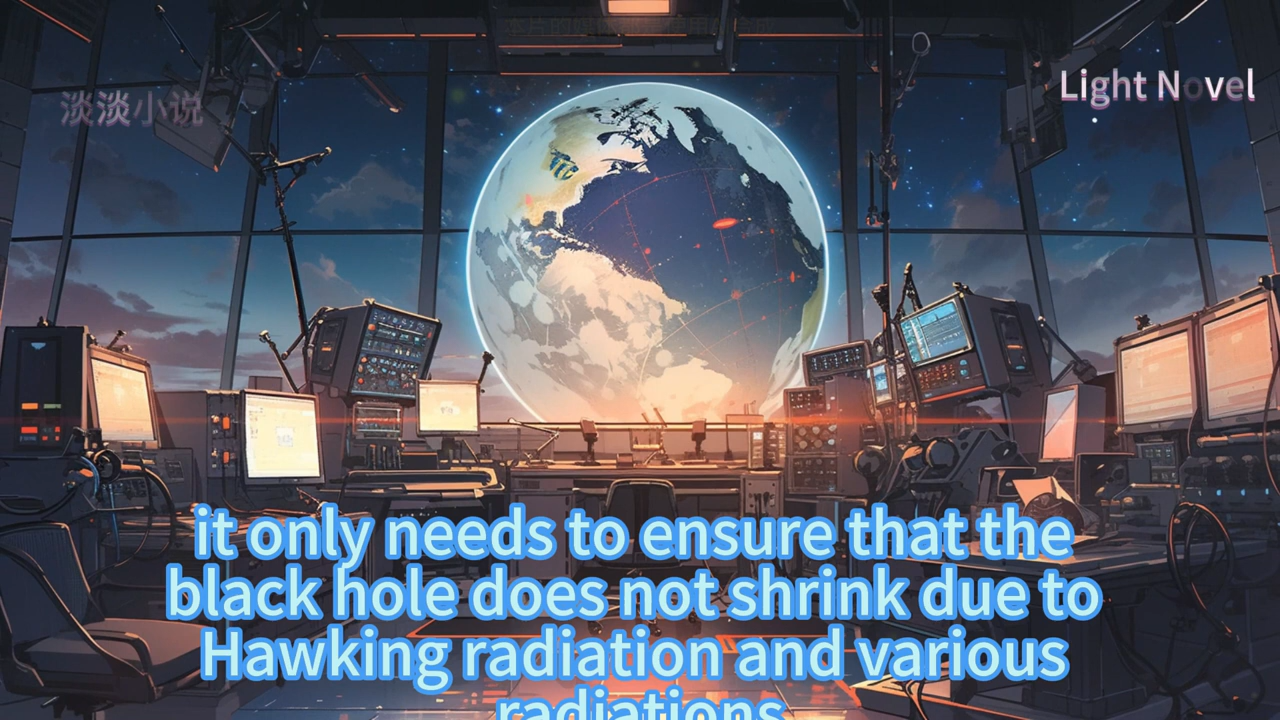 淡淡小说
Light Novel
it only needs to ensure that the
black hole does not shrink due to
Hawking radiation and various
radiations